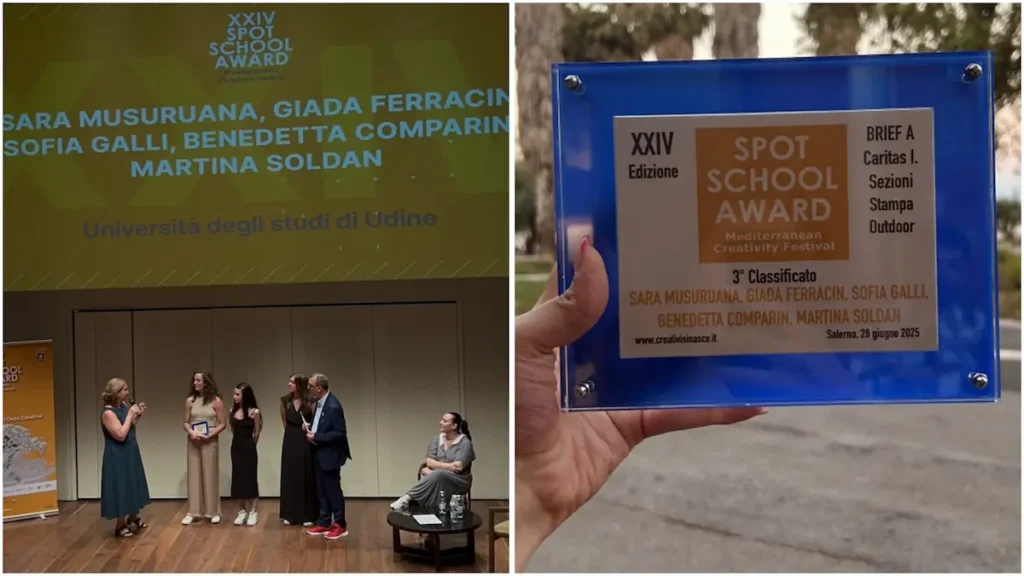 XXIV
SPOT
SCHOOL
AWARD
SARA MUSURUANA, GIADA FERRACIN
SOFIA GALLI, BENEDETTA COMPARIN
MARTINA SOLDAN
Università degli studi di Udine
XXIV
Edizione
SPOT
SCHOOL
AWARD
Mediterranean
Creativity Festival
BRIEF A
Caritas I.
Sezioni
Stampa
Outdoor
3° Classificato
SARA MUSURUANA, GIADA FERRACIN, SOFIA GALLI,
BENEDETTA COMPARIN, MARTINA SOLDAN
www.creativisinasce.it
Salerno, 28 giugno 2025